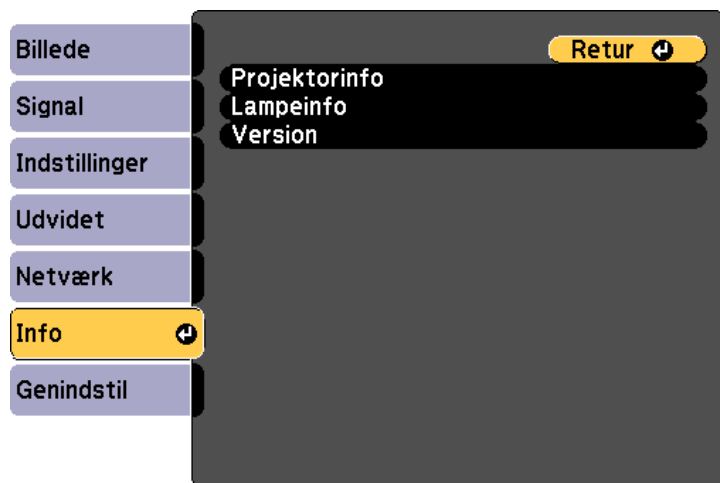 Billede
Signal
Indstillinger
Udvidet
Netværk
Info
Genindstil
Retur
Projektorinfo
Lampeinfo
Version